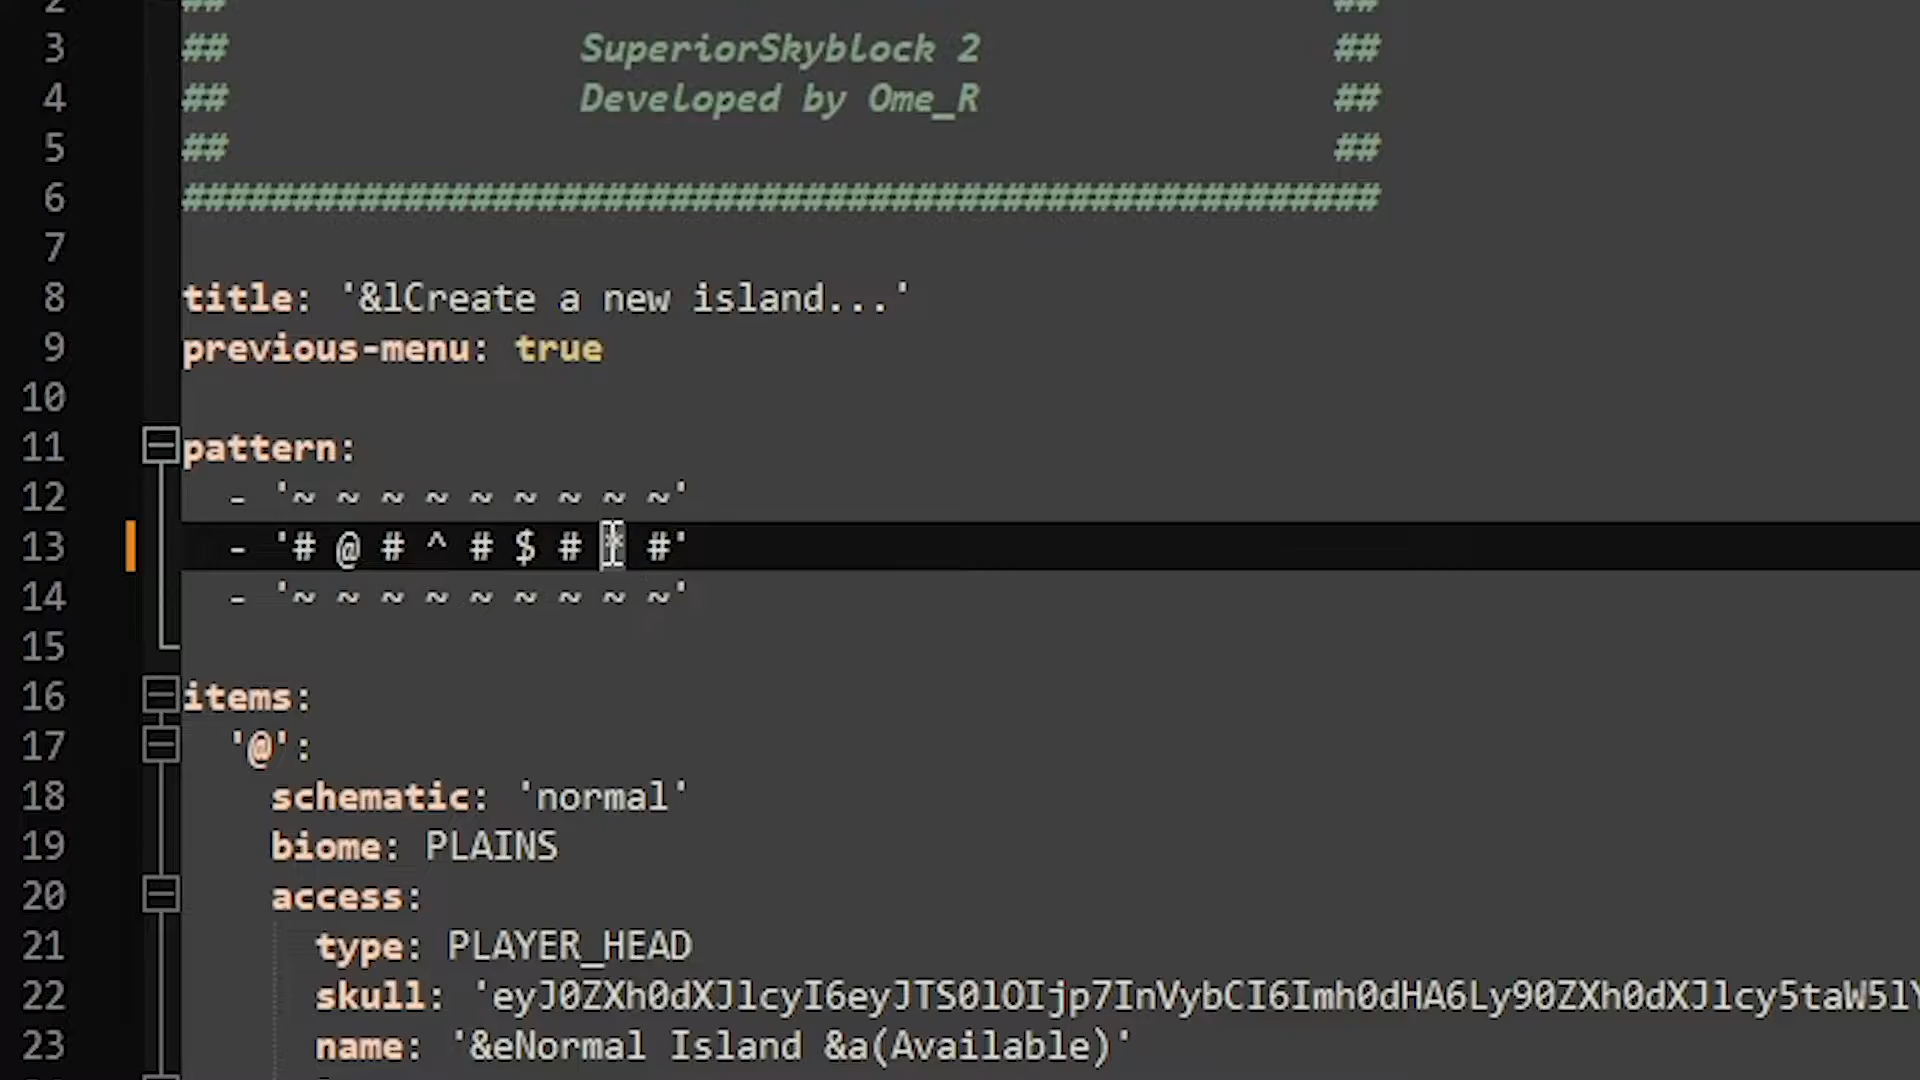 2 ## ##
3 ## SuperiorSkyblock 2 ##
4 ## Developed by Ome_R ##
5 ## ##
6 ######################################################
7
8 title: '&lCreate a new island...'
9 previous-menu: true
10
11 pattern:
12 - '~ ~ ~ ~ ~ ~ ~ ~ ~'
13 - '# @ # ^ # $ # * #'
14 - '~ ~ ~ ~ ~ ~ ~ ~ ~'
15
16 items:
17 '@':
18 schematic: 'normal'
19 biome: PLAINS
20 access:
21 type: PLAYER_HEAD
22 skull: 'eyJ0ZXh0dXJlcyI6eyJTS0lOIjp7InVybCI6Imh0dHA6Ly90ZXh0dXJlcy5taW5lY
23 name: '&eNormal Island &a(Available)'